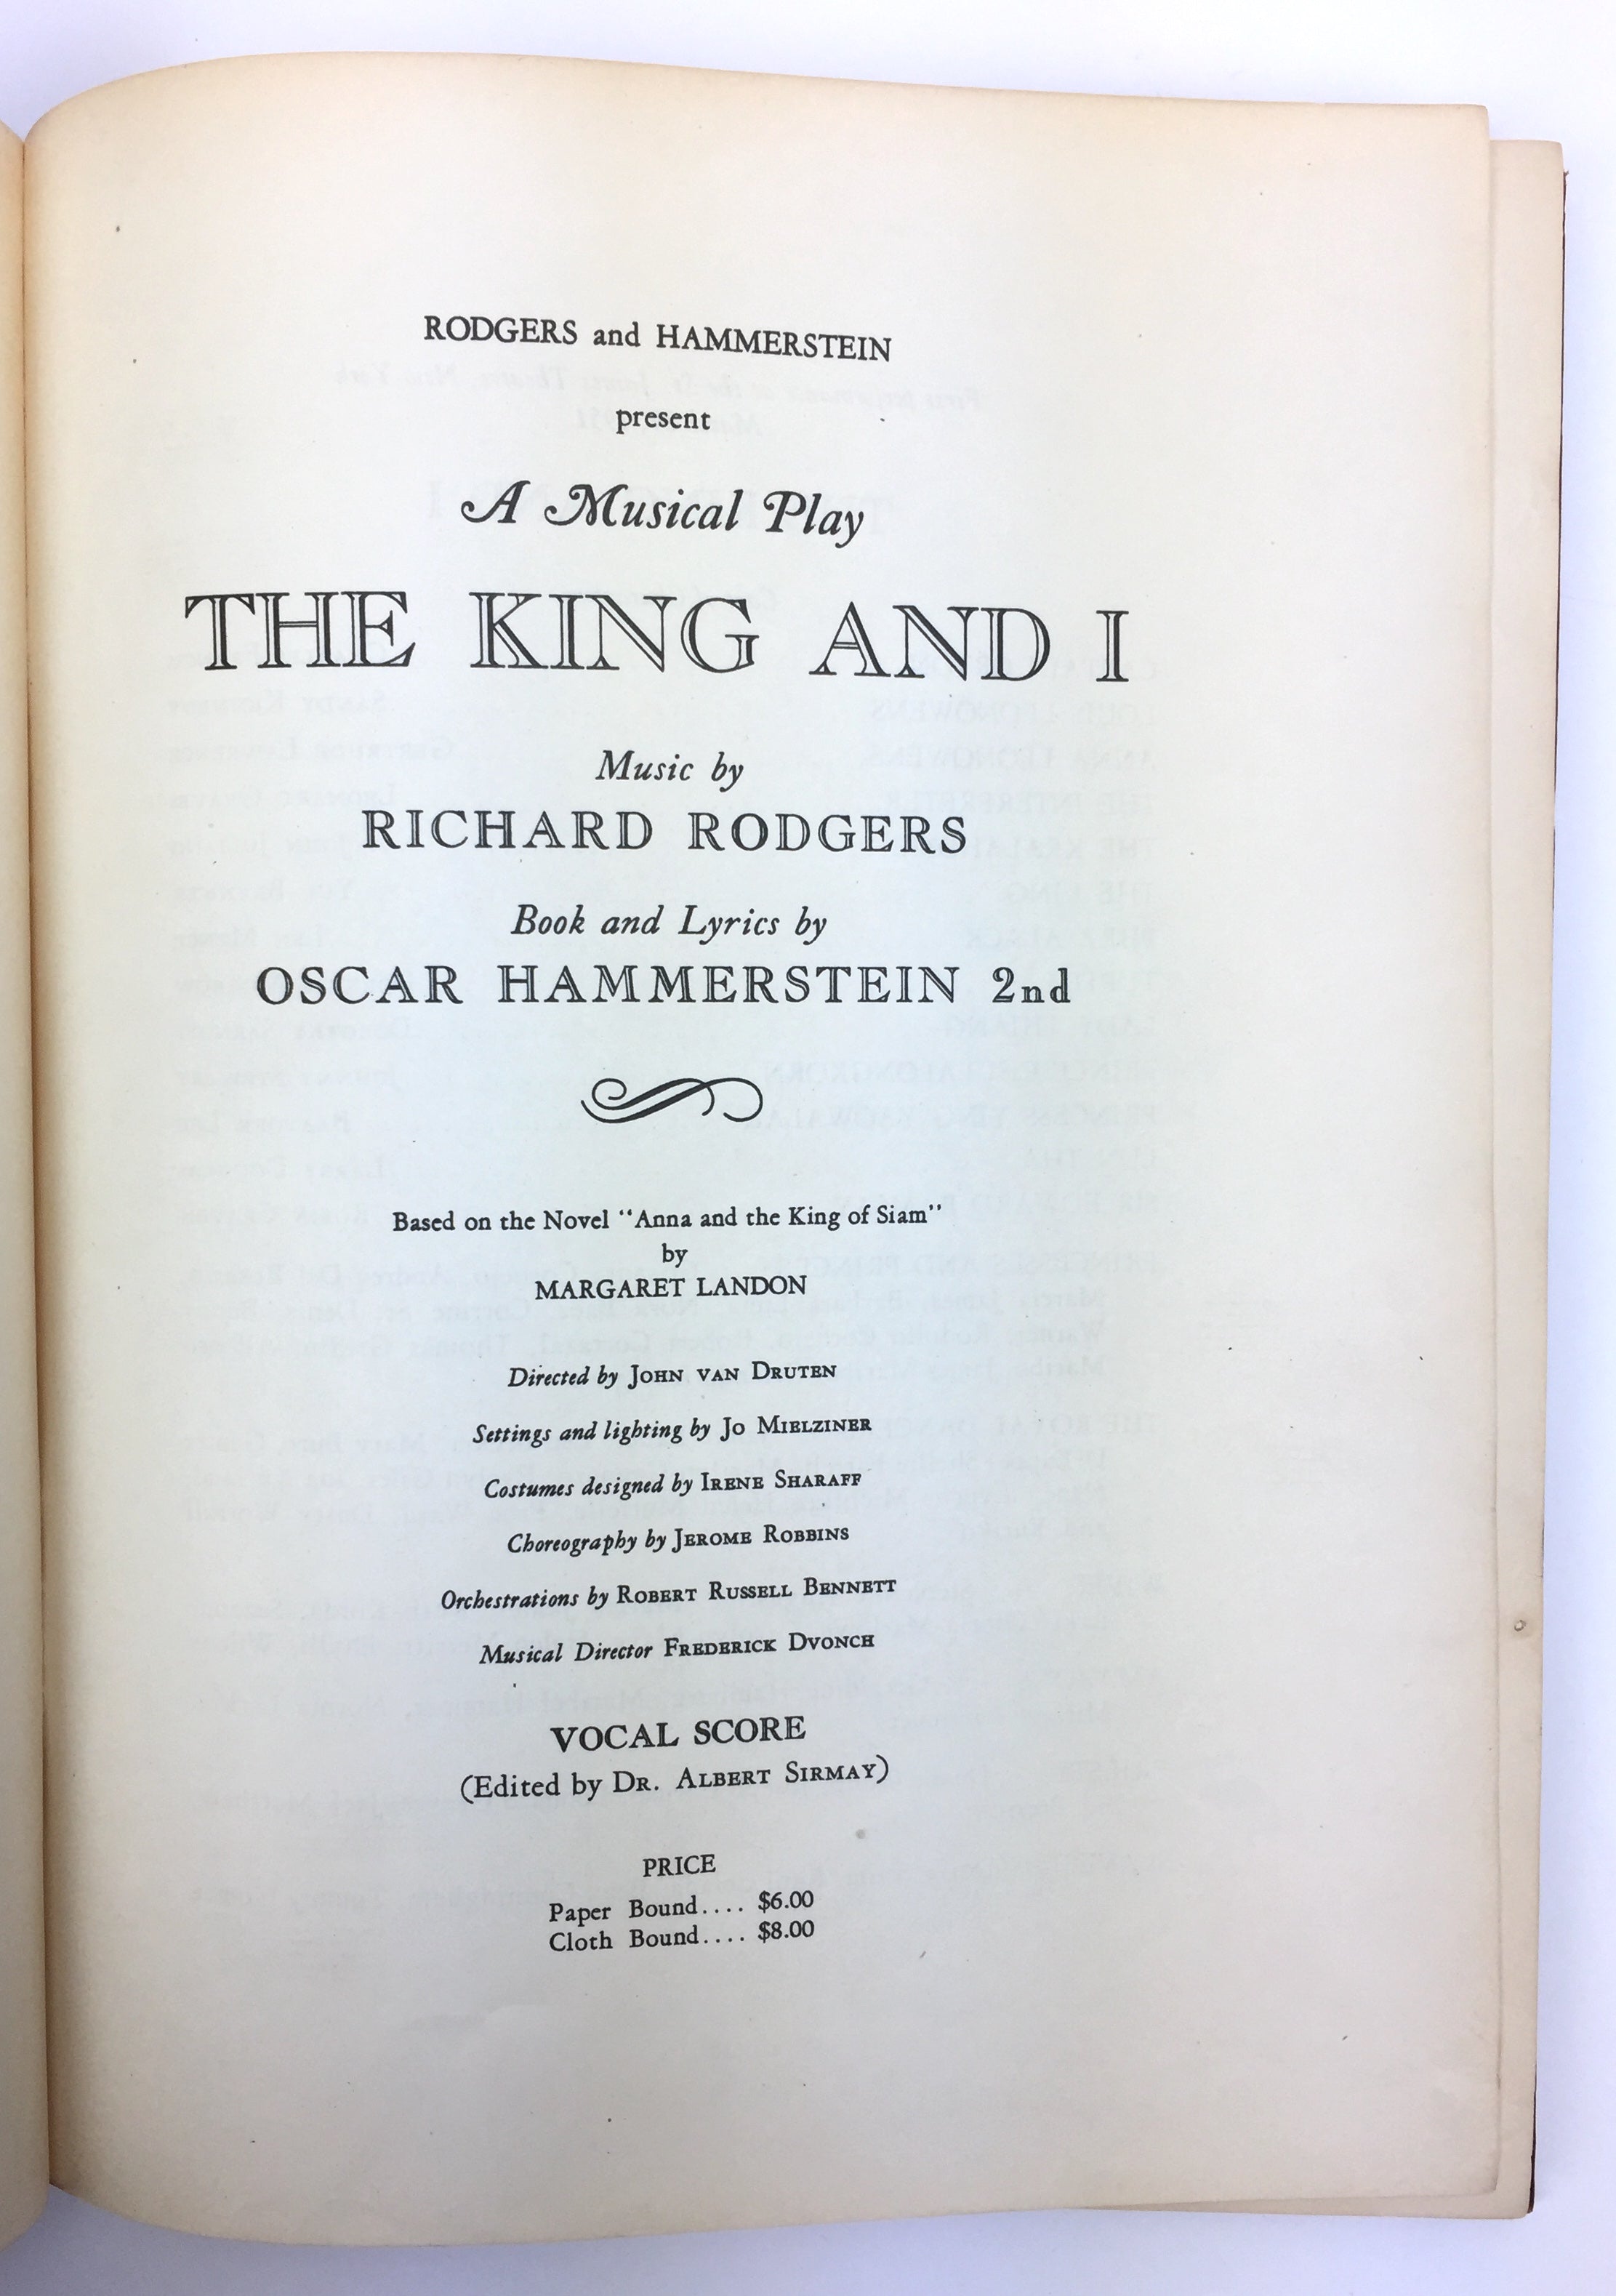 RODGERS and HAMMERSTEIN
present
A Musical Play
THE KING AND I
Music by
RICHARD RODGERS
Book and Lyrics by
OSCAR HAMMERSTEIN 2nd
Based on the Novel "Anna and the King of Siam"
by
MARGARET LANDON
Directed by JOHN VAN DRUTEN
Settings and lighting by JO MIELZINER
Costumes designed by IRENE SHARAFF
Choreography by JEROME ROBBINS
Orchestrations by ROBERT RUSSELL BENNETT
Musical Director FREDERICK DVONCH
VOCAL SCORE
(Edited by DR. ALBERT SIRMAY)
PRICE
Paper Bound.... $6.00
Cloth Bound.... $8.00